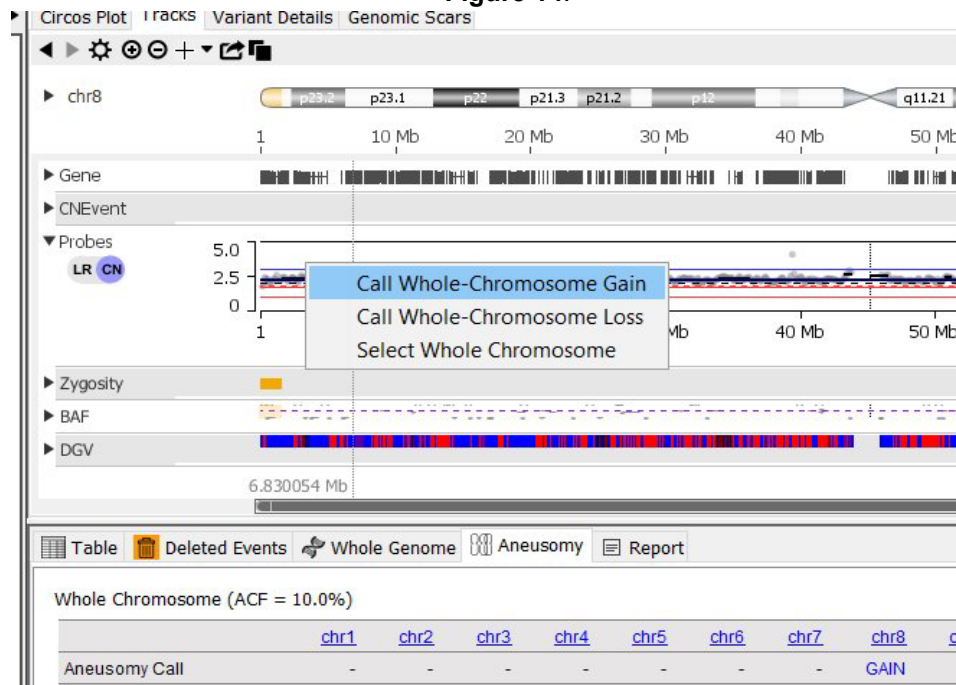 Circos Plot Tracks Variant Details Genomic Scars
chr8
p23.2 p23.1 p22 p21.3 p21.2 p12 q11.21
1 10 Mb 20 Mb 30 Mb 40 Mb 50 Mb
Gene
CNEvent
Probes
LR CN
5.0
2.5
0
Call Whole-Chromosome Gain
Call Whole-Chromosome Loss
Select Whole Chromosome
1 Mb 40 Mb 50 Mb
Zygosity
BAF
DGV
6.830054 Mb
Table Deleted Events Whole Genome Aneusomy Report
Whole Chromosome (ACF = 10.0%)
chr1 chr2 chr3 chr4 chr5 chr6 chr7 chr8
Aneusomy Call - - - - - - - GAIN